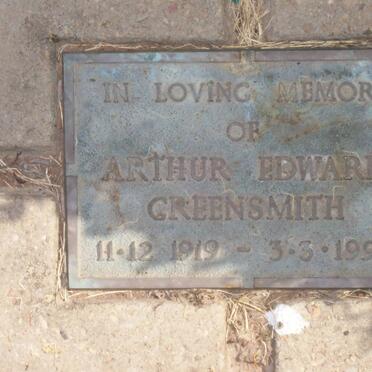 IN LOVING MEMOR
OF
ARTHUR EDWAR
GREENSMITH
11·12 1919 - 3·3·199